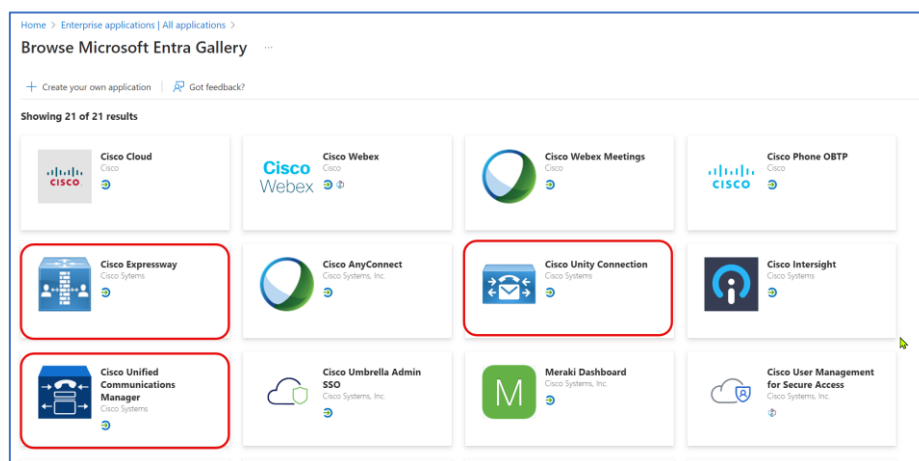 Home > Enterprise applications | All applications >
Browse Microsoft Entra Gallery ...
+ Create your own application | Got feedback?
Showing 21 of 21 results
Cisco Cloud
Cisco
CISCO
Cisco Webex
Cisco
Cisco
Webex
Cisco Webex Meetings
Cisco
Cisco Phone OBTP
Cisco
CISCO
Cisco Expressway
Cisco Sytems
Cisco AnyConnect
Cisco Systems, Inc.
Cisco Unity Connection
Cisco Systems
Cisco Intersight
Cisco Systems
Cisco Unified
Communications
Manager
Cisco Systems
Cisco Umbrella Admin
SSO
Cisco Systems, Inc.
Meraki Dashboard
Cisco Systems, Inc.
M
Cisco User Management
for Secure Access
Cisco Systems, Inc.